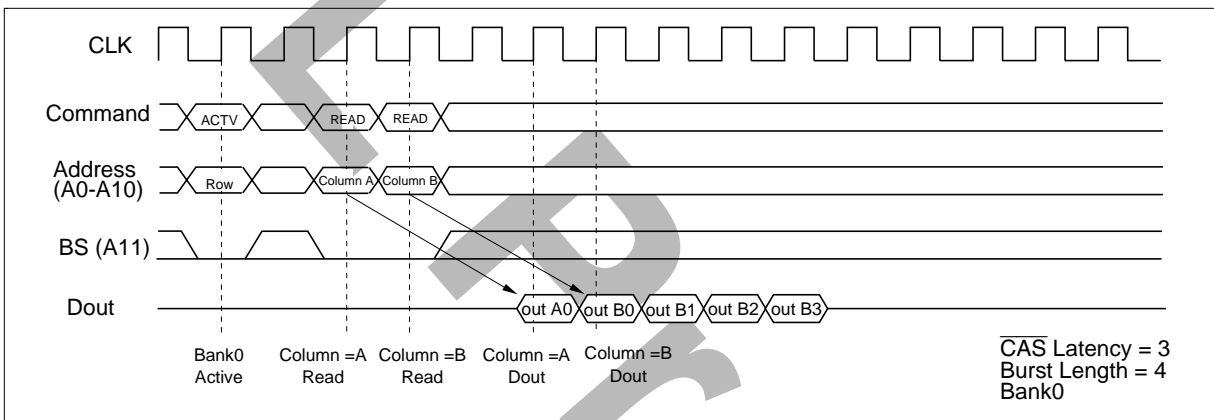 CLK
Command
ACTV
READ
READ
Address
(A0-A10)
Row
Column A
Column B
BS (A11)
Dout
out A0
out B0
out B1
out B2
out B3
Bank0
Active
Column =A
Read
Column =B
Read
Column =A
Dout
Column =B
Dout
CAS Latency = 3
Burst Length = 4
Bank0